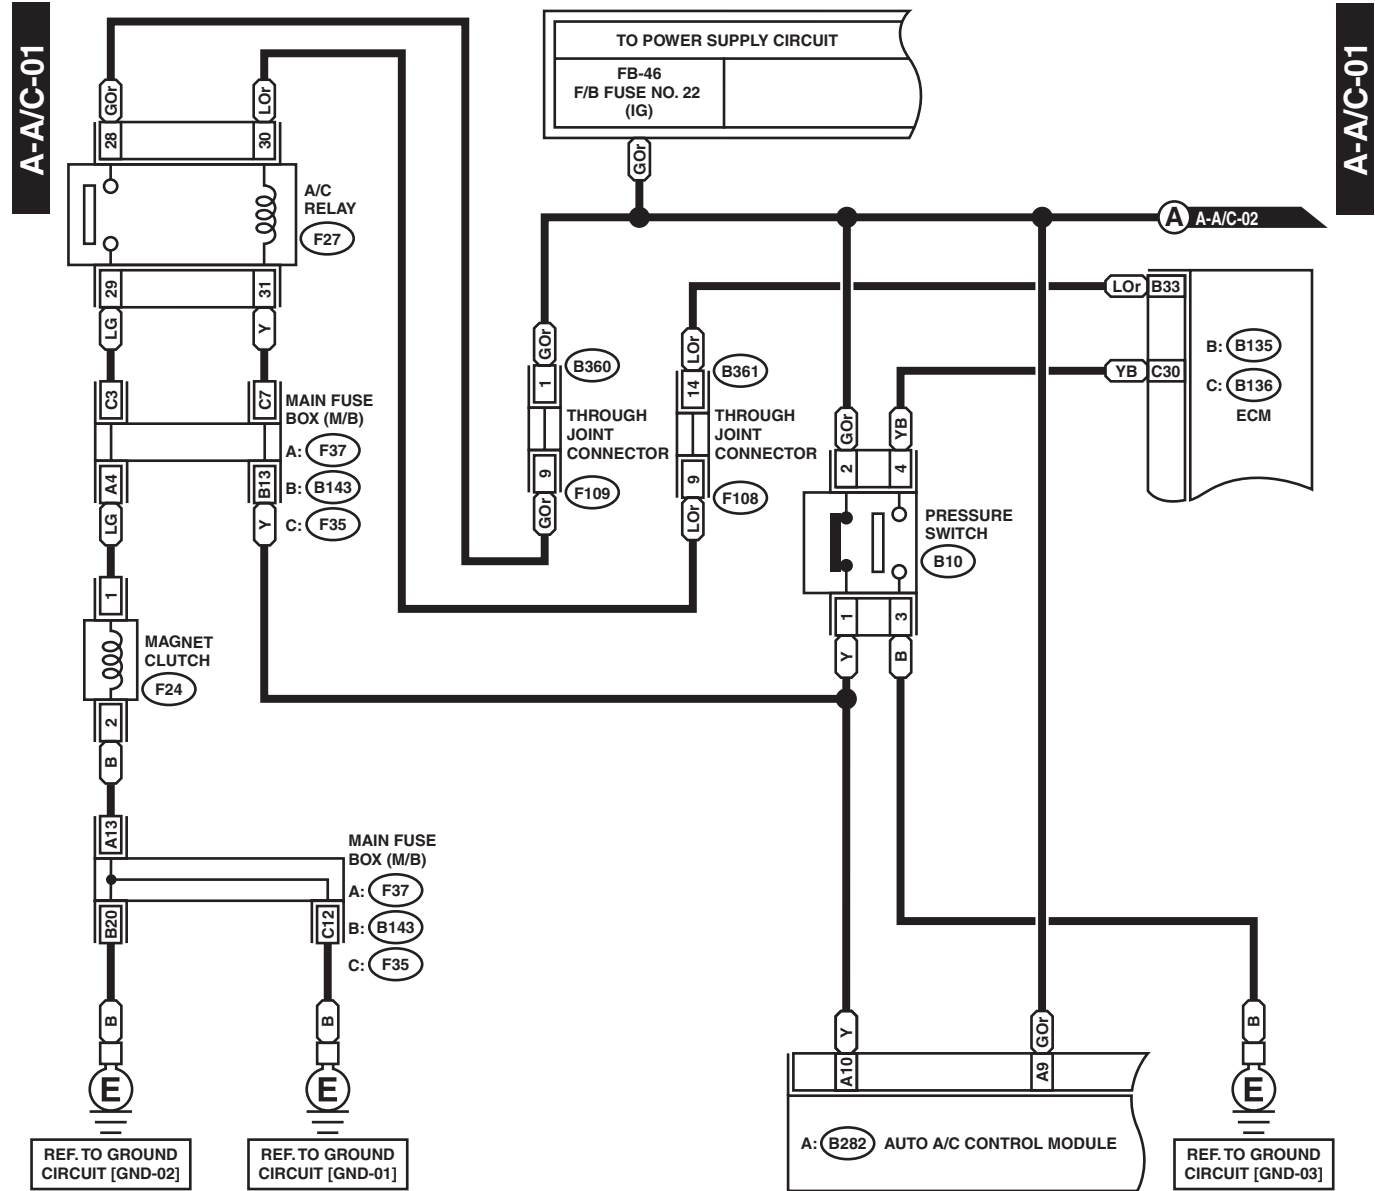 A-A/C-01
A-A/C-01
TO POWER SUPPLY CIRCUIT
FB-46
F/B FUSE NO. 22
(IG)
GOr
LOr
28
30
GOr
A/C
RELAY
F27
A
A-A/C-02
29
31
LG
Y
LOr
B33
B: B135
C: B136
ECM
YB
C30
GOr
B360
1
THROUGH
JOINT
CONNECTOR
9
F109
GOr
LOr
B361
14
THROUGH
JOINT
CONNECTOR
9
F108
LOr
C3
C7
MAIN FUSE
BOX (M/B)
A: F37
B: B143
C: F35
A4
B13
LG
Y
GOr
YB
2
4
PRESSURE
SWITCH
B10
1
3
Y
B
1
MAGNET
CLUTCH
F24
2
B
A13
MAIN FUSE
BOX (M/B)
A: F37
B: B143
C: F35
B20
C12
B
B
E
E
REF. TO GROUND
CIRCUIT [GND-02]
REF. TO GROUND
CIRCUIT [GND-01]
Y
GOr
A10
A9
A: B282 AUTO A/C CONTROL MODULE
B
E
REF. TO GROUND
CIRCUIT [GND-03]